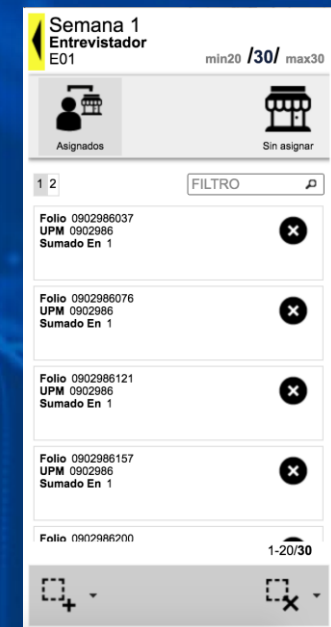 Semana 1
Entrevistador
E01
min20 /30/ max30
Asignados
Sin asignar
1 2
FILTRO
Folio 0902986037
UPM 0902986
Sumado En 1
Folio 0902986076
UPM 0902986
Sumado En 1
Folio 0902986121
UPM 0902986
Sumado En 1
Folio 0902986157
UPM 0902986
Sumado En 1
Folio 0902986200
1-20/30